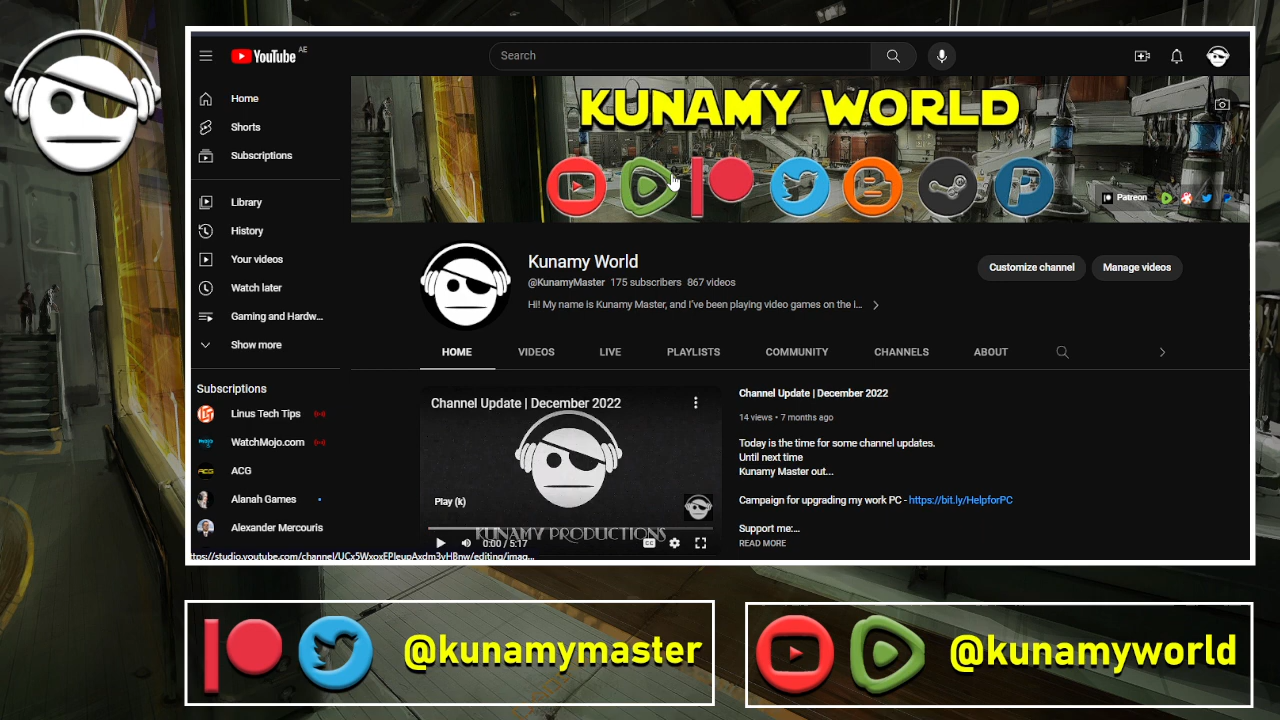 YouTube AE
Search
Home
Shorts
Subscriptions
Library
History
Your videos
Watch later
Gaming and Hardw...
Show more
Subscriptions
Linus Tech Tips
WatchMojo.com
ACG
Alanah Games
Alexander Mercouris
KUNAMY WORLD
Patreon
Kunamy World
@KunamyMaster 175 subscribers 867 videos
Hi! My name is Kunamy Master, and I've been playing video games on the i...
Customize channel
Manage videos
HOME VIDEOS LIVE PLAYLISTS COMMUNITY CHANNELS ABOUT
Channel Update | December 2022
Play (k)
KUNAMY PRODUCTIONS
0:00 / 5:17
CC
Channel Update | December 2022
14 views • 7 months ago
Today is the time for some channel updates.
Until next time
Kunamy Master out...
Campaign for upgrading my work PC - https://bit.ly/HelpforPC
Support me:...
READ MORE
@kunamymaster
@kunamyworld